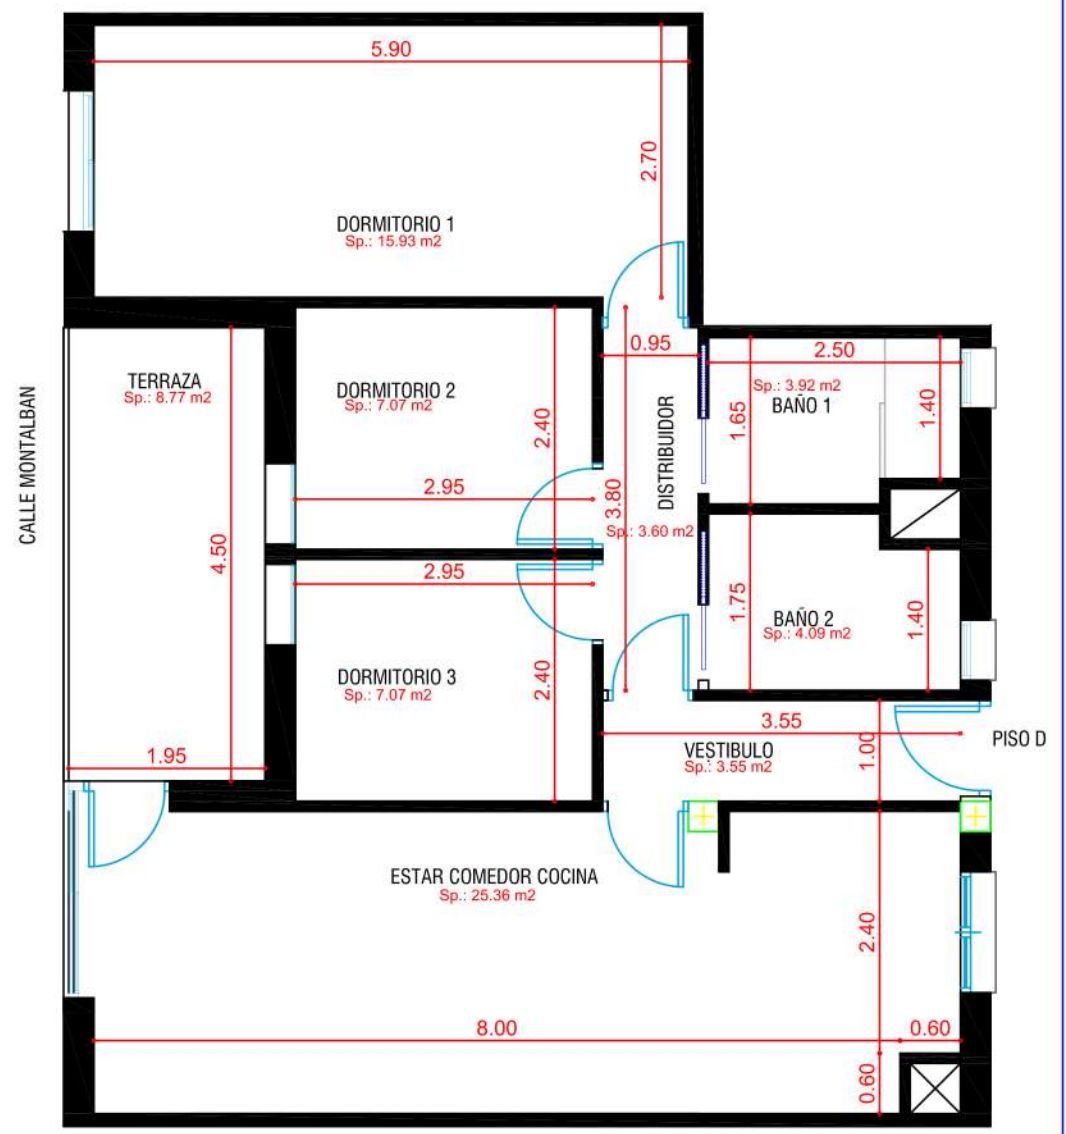 5.90
2.70
DORMITORIO 1
Sp.: 15.93 m2
0.95
2.50
TERRAZA
Sp.: 8.77 m2
DORMITORIO 2
Sp.: 7.07 m2
2.40
2.95
DISTRIBUIDOR
3.80
Sp.: 3.60 m2
Sp.: 3.92 m2
BAÑO 1
1.65
1.40
CALLE MONTALBAN
4.50
1.95
2.95
DORMITORIO 3
Sp.: 7.07 m2
2.40
1.75
BAÑO 2
Sp.: 4.09 m2
1.40
3.55
VESTIBULO
Sp.: 3.55 m2
1.00
PISO D
ESTAR COMEDOR COCINA
Sp.: 25.36 m2
2.40
8.00
0.60
0.60